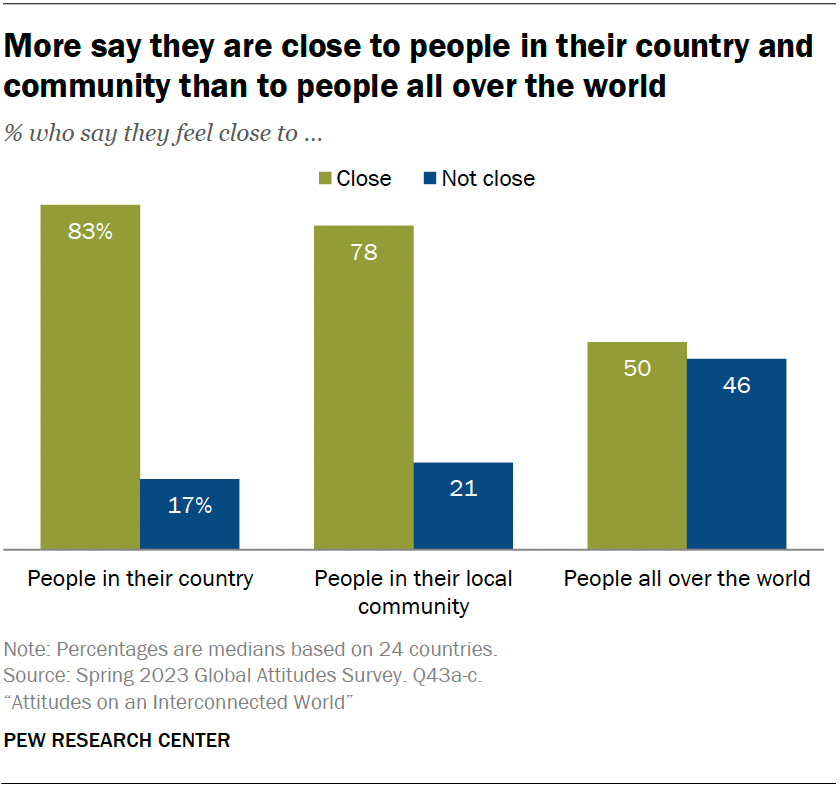 More say they are close to people in their country and
community than to people all over the world
% who say they feel close to ...
Close Not close
83%
17%
78
21
50
46
People in their country
People in their local
community
People all over the world
Note: Percentages are medians based on 24 countries.
Source: Spring 2023 Global Attitudes Survey. Q43a-c.
“Attitudes on an Interconnected World”
PEW RESEARCH CENTER